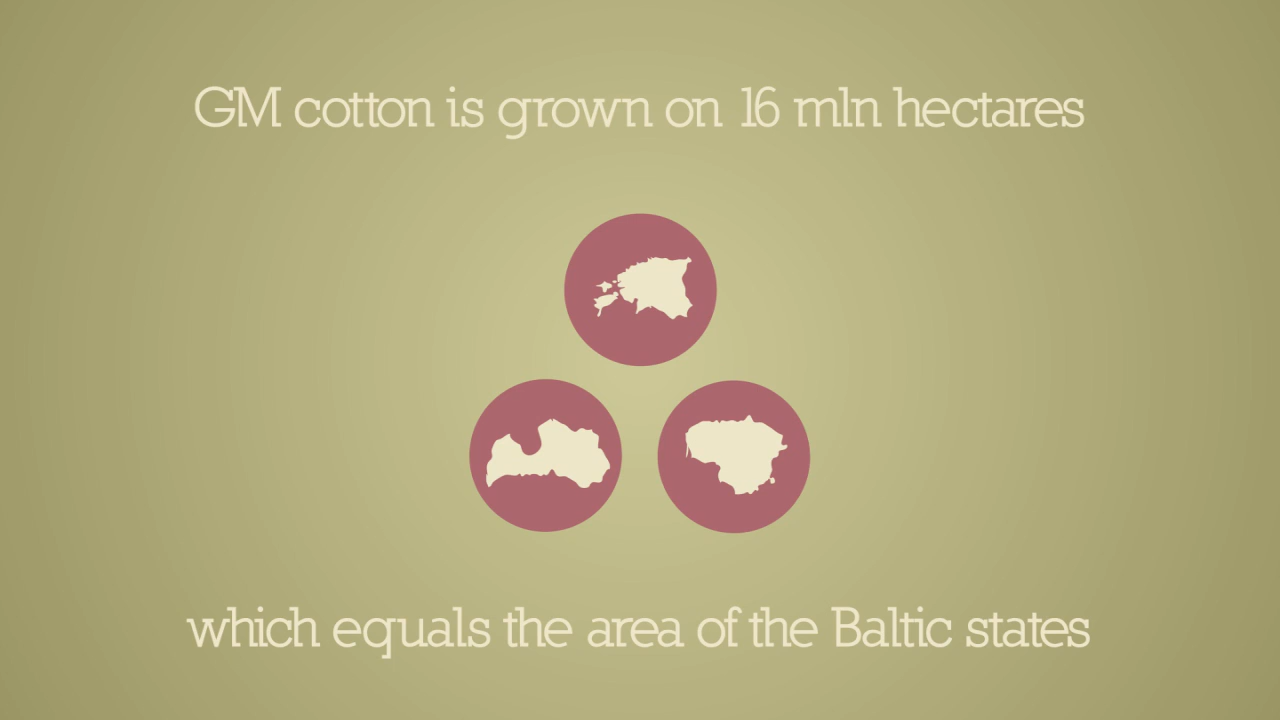 GM cotton is grown on 16 mln hectares
which equals the area of the Baltic states